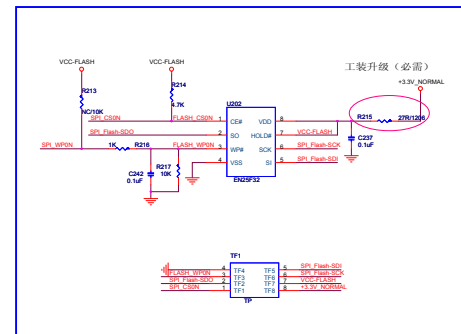 工装升级（必需）
VCC-FLASH
VCC-FLASH
+3.3V_NORMAL
R213
NC/10K
R214
4.7K
U202
R215
27R/1206
SPI_CS0N
FLASH_CS0N
1
CE#
VDD
8
SPI_Flash-SDO
2
SO
HOLD#
7
VCC-FLASH
C237
0.1uF
SPI_WP0N
1K
R216
FLASH_WP0N
3
WP#
SCK
6
SPI_Flash-SCK
4
VSS
SI
5
SPI_Flash-SDI
EN25F32
C242
0.1uF
R217
10K
TF1
4
TF4
TF5
5
SPI_Flash-SDI
FLASH_WP0N
3
TF3
TF6
6
SPI_Flash-SCK
SPI_Flash-SDO
2
TF2
TF7
7
VCC-FLASH
SPI_CS0N
1
TF1
TF8
8
+3.3V_NORMAL
TP